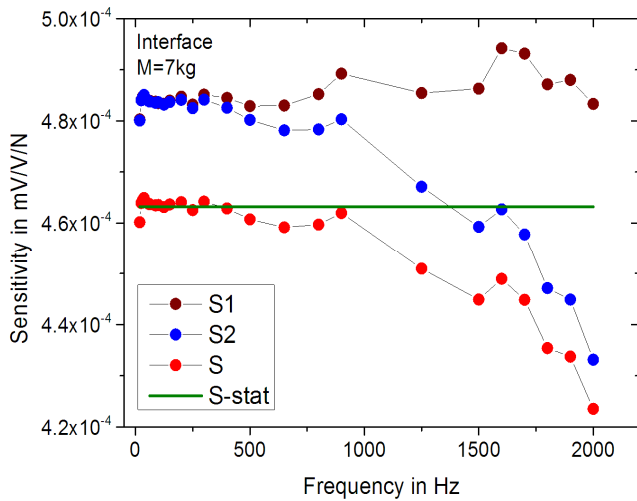 5.0x10-4
4.8x10-4
4.6x10-4
4.4x10-4
4.2x10-4
Sensitivity in mV/V/N
Interface
M=7kg
S1
S2
S
S-stat
0 500 1000 1500 2000
Frequency in Hz